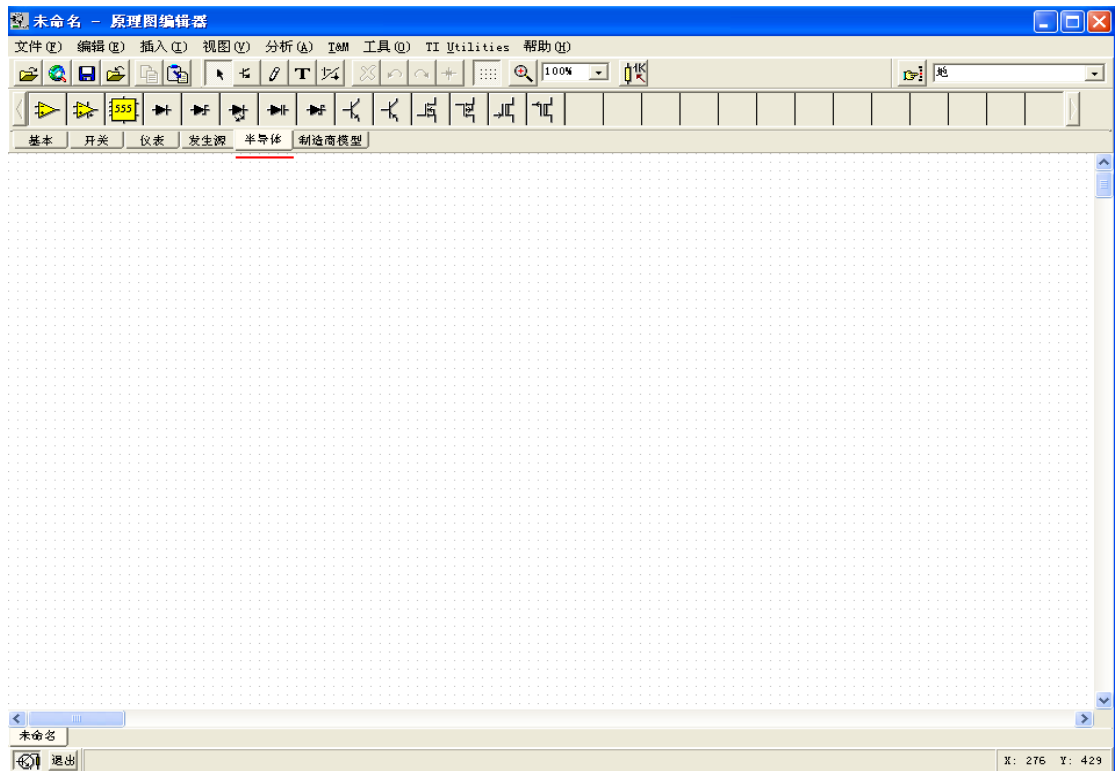 未命名 - 原理图编辑器
文件(F) 编辑(E) 插入(I) 视图(V) 分析(A) T&M 工具(O) TI Utilities 帮助(H)
T 100% 1K 地
555
基本 开关 仪表 发生源 半导体 制造商模型
未命名
退出 X: 276 Y: 429